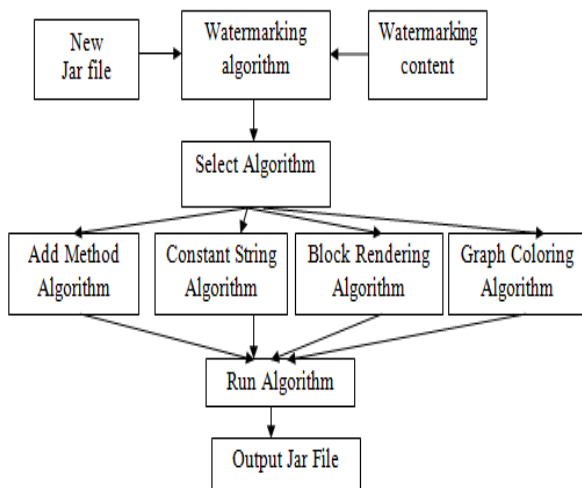 New
Jar file
Watermarking
algorithm
Watermarking
content
Select Algorithm
Add Method
Algorithm
Constant String
Algorithm
Block Rendering
Algorithm
Graph Coloring
Algorithm
Run Algorithm
Output Jar File